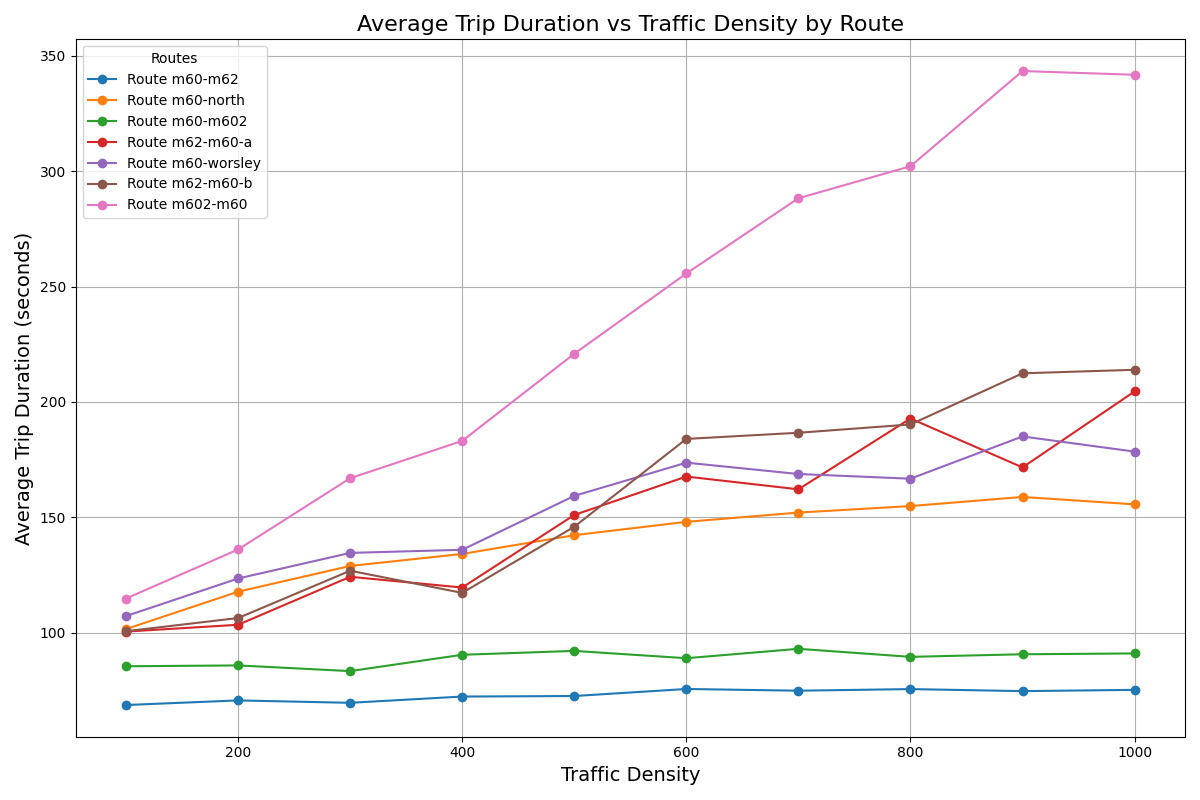 Average Trip Duration vs Traffic Density by Route
350
300
250
200
150
100
Average Trip Duration (seconds)
Routes
Route m60-m62
Route m60-north
Route m60-m602
Route m62-m60-a
Route m60-worsley
Route m62-m60-b
Route m602-m60
200
400
600
800
1000
Traffic Density